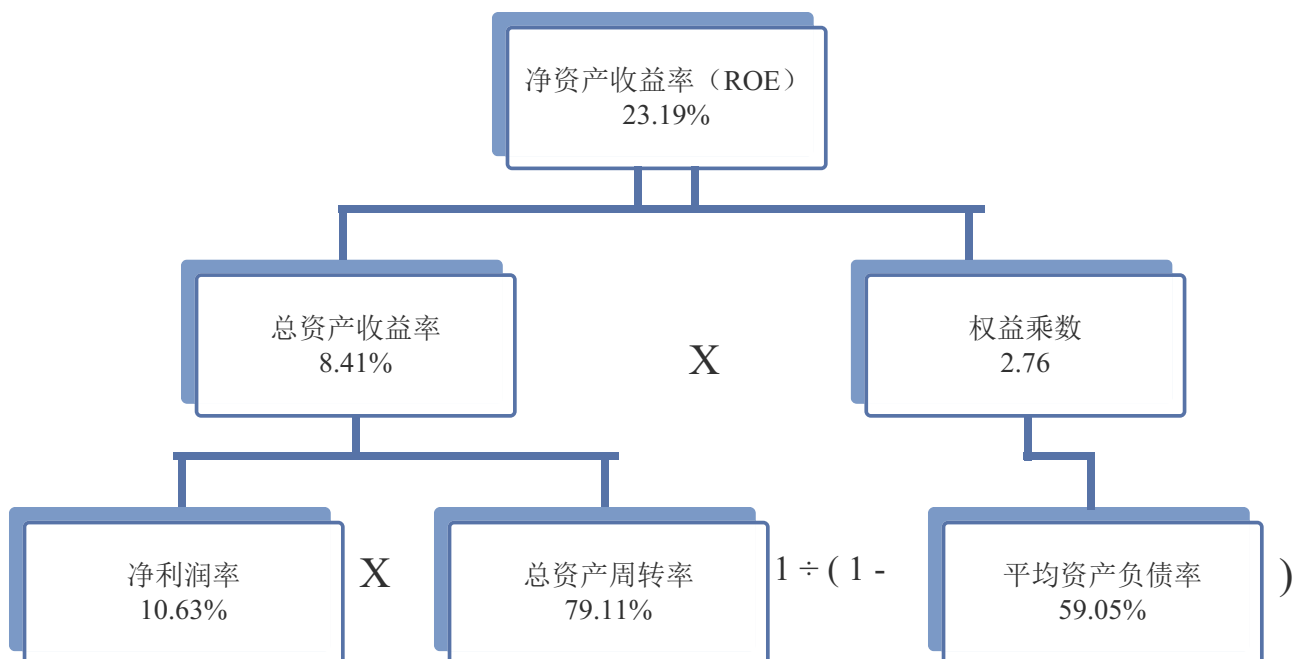 净资产收益率（ROE）
23.19%
总资产收益率
8.41%
X
权益乘数
2.76
净利润率
10.63%
X
总资产周转率
79.11%
1 ÷ ( 1 -
平均资产负债率
59.05%
)